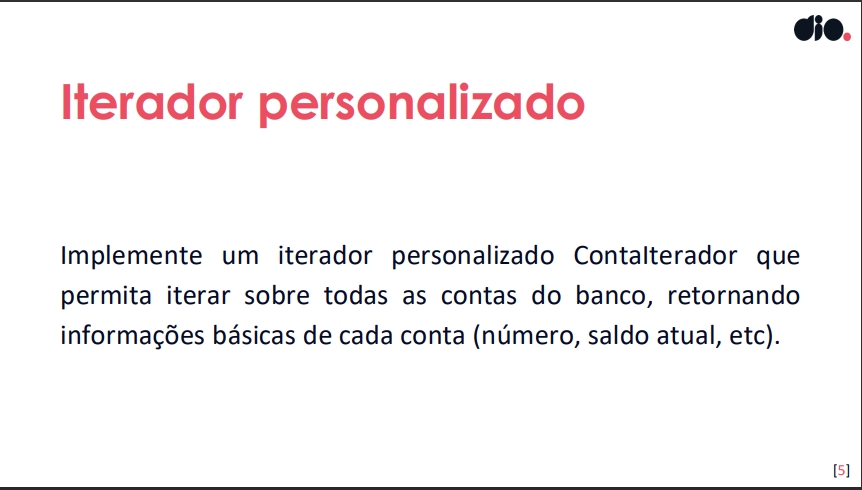 dio.
Iterador personalizado
Implemente um iterador personalizado ContaIterador que
permita iterar sobre todas as contas do banco, retornando
informações básicas de cada conta (número, saldo atual, etc).
[5]